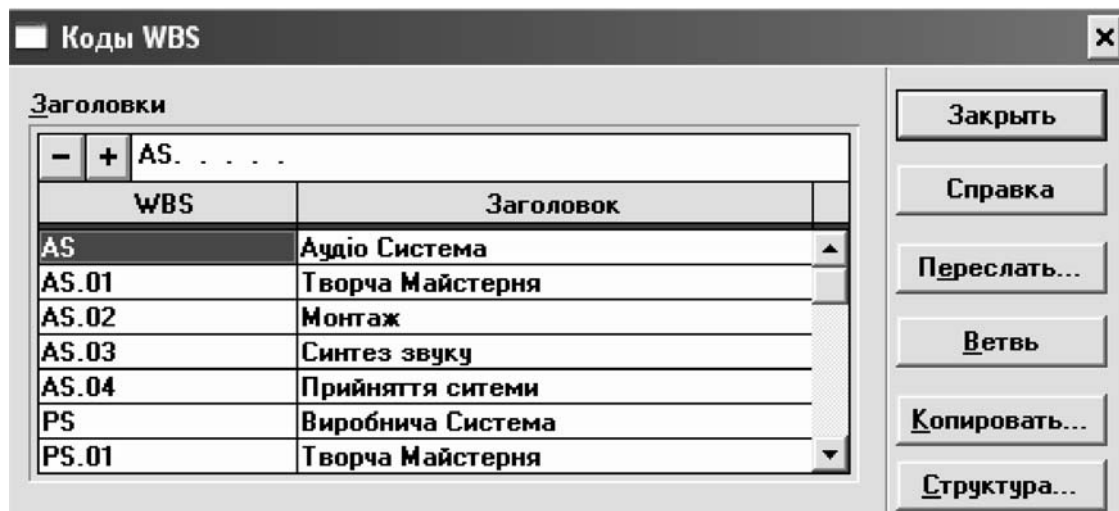 Коды WBS
Заголовки
- + AS. . . . .
WBS Заголовок
AS Аудіо Система
AS.01 Творча Майстерня
AS.02 Монтаж
AS.03 Синтез звуку
AS.04 Прийняття ситеми
PS Виробнича Система
PS.01 Творча Майстерня
Закрыть
Справка
Переслать...
Ветвь
Копировать...
Структура...